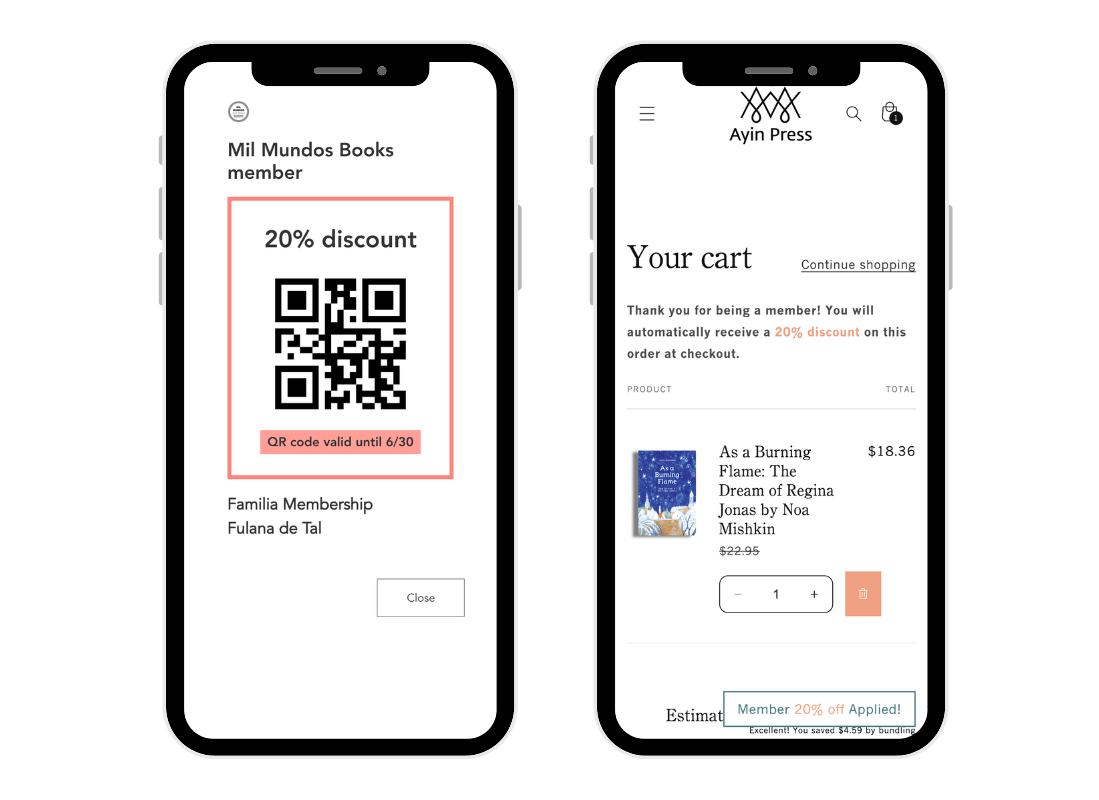 Mil Mundos Books
member
20% discount
QR code valid until 6/30
Familia Membership
Fulana de Tal
Close
1
Ayin Press
Your cart
Continue shopping
Thank you for being a member! You will
automatically receive a 20% discount on this
order at checkout.
PRODUCT
TOTAL
As a
Burning
Flame
As a Burning
Flame: The
Dream of Regina
Jonas by Noa
Mishkin
$18.36
$22.95
− 1 +
Estimat
Member 20% off Applied!
Excellent! You saved $4.59 by bundling